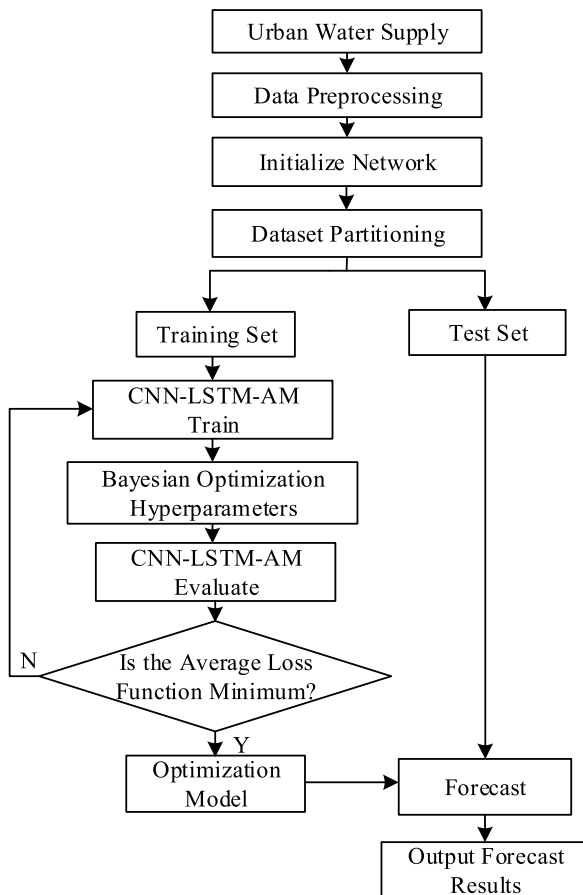 Urban Water Supply
Data Preprocessing
Initialize Network
Dataset Partitioning
Training Set
Test Set
CNN-LSTM-AM
Train
Bayesian Optimization
Hyperparameters
CNN-LSTM-AM
Evaluate
N
Is the Average Loss
Function Minimum?
Y
Optimization
Model
Forecast
Output Forecast
Results